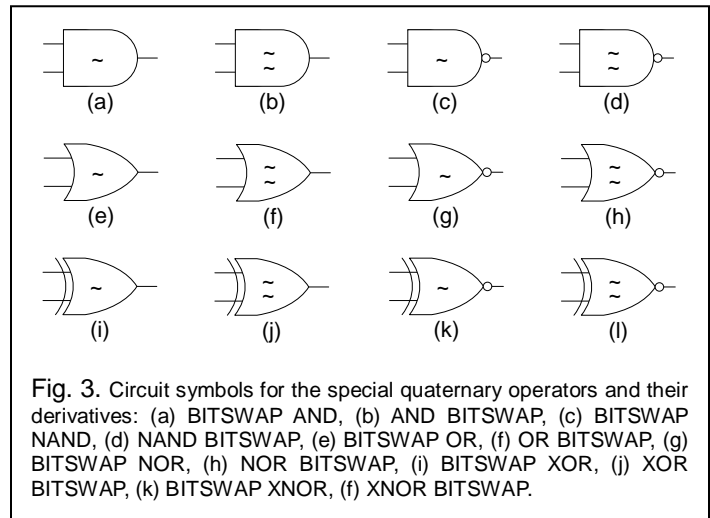 ~ ~ ~ ~ ~ ~
(a) (b) (c) (d)
~ ~ ~ ~ ~ ~
(e) (f) (g) (h)
~ ~ ~ ~ ~ ~
(i) (j) (k) (l)
Fig. 3. Circuit symbols for the special quaternary operators and their
derivatives: (a) BITSWAP AND, (b) AND BITSWAP, (c) BITSWAP
NAND, (d) NAND BITSWAP, (e) BITSWAP OR, (f) OR BITSWAP, (g)
BITSWAP NOR, (h) NOR BITSWAP, (i) BITSWAP XOR, (j) XOR
BITSWAP, (k) BITSWAP XNOR, (f) XNOR BITSWAP.